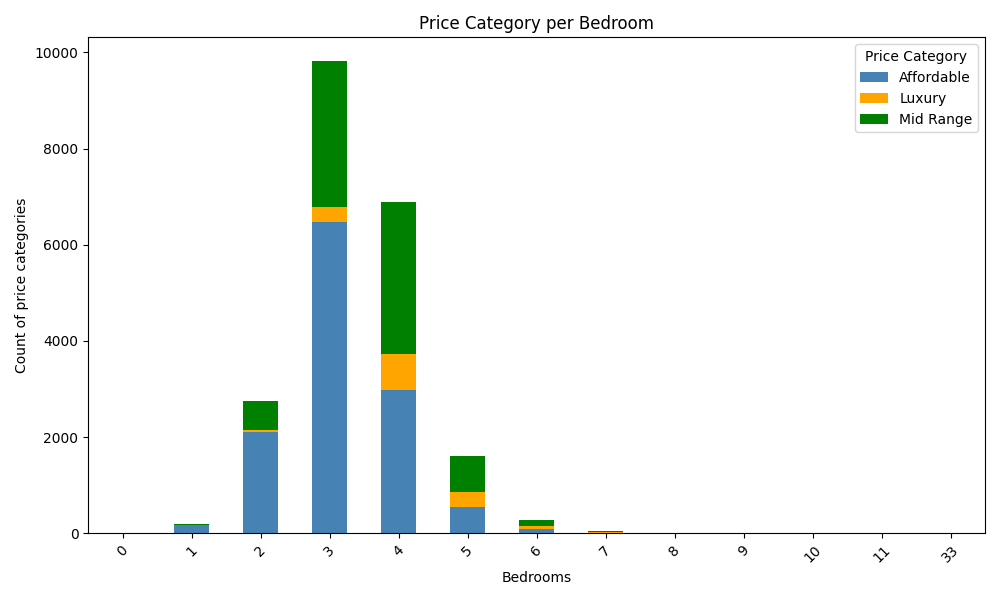 Price Category per Bedroom
Price Category
Affordable
Luxury
Mid Range
Count of price categories
10000
8000
6000
4000
2000
0
0 1 2 3 4 5 6 7 8 9 10 11 33
Bedrooms